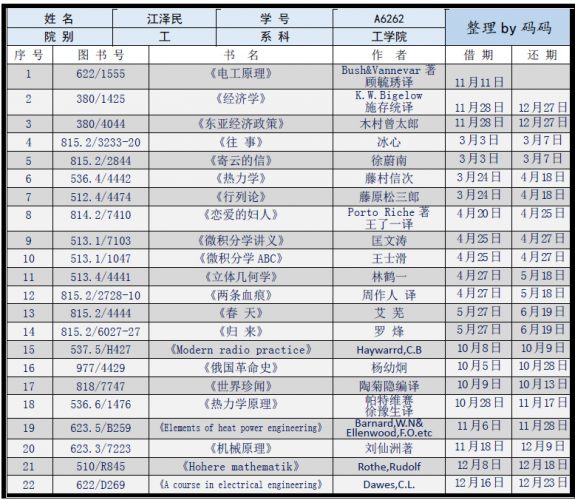 姓 名 江泽民 学 号 A6262 整理 by 码码
院 别 工 系 科 工学院
序 号 图 书 号 书 名 作 者 借 期 还 期
1 622/1555 《电工原理》 Bush&Vannevar 著 顾毓琇译 11月11日
2 380/1425 《经济学》 K.W.Bigelow 施存统译 11月28日 12月27日
3 380/4044 《东亚经济政策》 木村曾太郎 11月28日 12月27日
4 815.2/3233-20 《往 事》 冰心 3月3日 3月7日
5 815.2/2844 《寄云的信》 徐蔚南 3月3日 3月7日
6 536.4/4442 《热力学》 藤村信次 3月24日 4月18日
7 512.4/4474 《行列论》 藤原松三郎 3月24日 4月18日
8 814.2/7410 《恋爱的妇人》 Porto Riche 著 王了一译 4月20日 4月25日
9 513.1/7103 《微积分学讲义》 匡文涛 4月25日 4月27日
10 513.1/1047 《微积分学 ABC》 王士滑 4月25日 4月27日
11 513.4/4441 《立体几何学》 林鹤一 4月27日 5月18日
12 815.2/2728-10 《两条血痕》 周作人 译 4月27日 5月18日
13 815.2/4444 《春 天》 艾 芜 5月27日 6月19日
14 815.2/6027-27 《归 来》 罗 烽 5月27日 6月19日
15 537.5/H427 《Modern radio practice》 Haywarrd,C.B 10月8日 10月9日
16 977/4429 《俄国革命史》 杨幼炯 10月5日 10月28日
17 818/7747 《世界珍闻》 陶菊隐编译 10月9日 10月13日
18 536.6/1476 《热力学原理》 帕特维赛 徐豫生译 10月28日 11月17日
19 623.5/B259 《Elements of heat power engineering》 Barnard,W.N& Ellenwood,F.O.etc 11月6日 11月28日
20 623.3/7223 《机械原理》 刘仙洲著 11月18日 12月9日
21 510/R845 《Hohere mathematik》 Rothe,Rudolf 12月8日 12月18日
22 622/D269 《A course in electrical engineering》 Dawes,C.L. 12月16日 12月23日